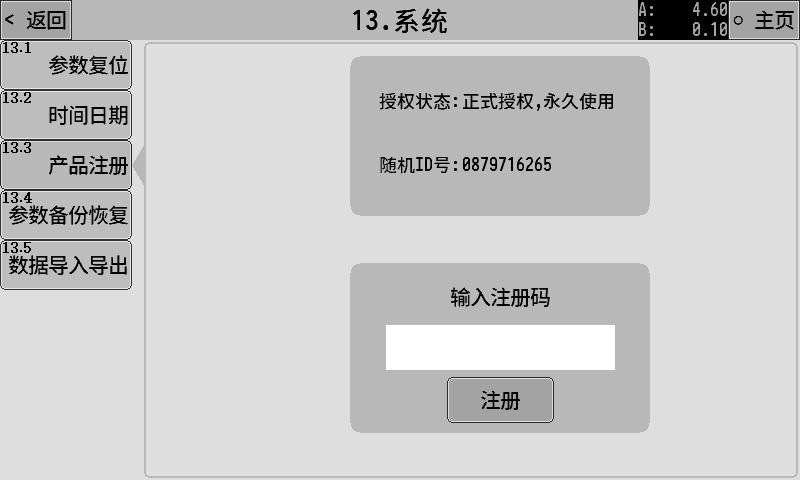 < 返回
13.系统
A: 4.60
B: 0.10
○ 主页
13.1
参数复位
13.2
时间日期
13.3
产品注册
13.4
参数备份恢复
13.5
数据导入导出
授权状态:正式授权,永久使用
随机ID号:0879716265
输入注册码
注册